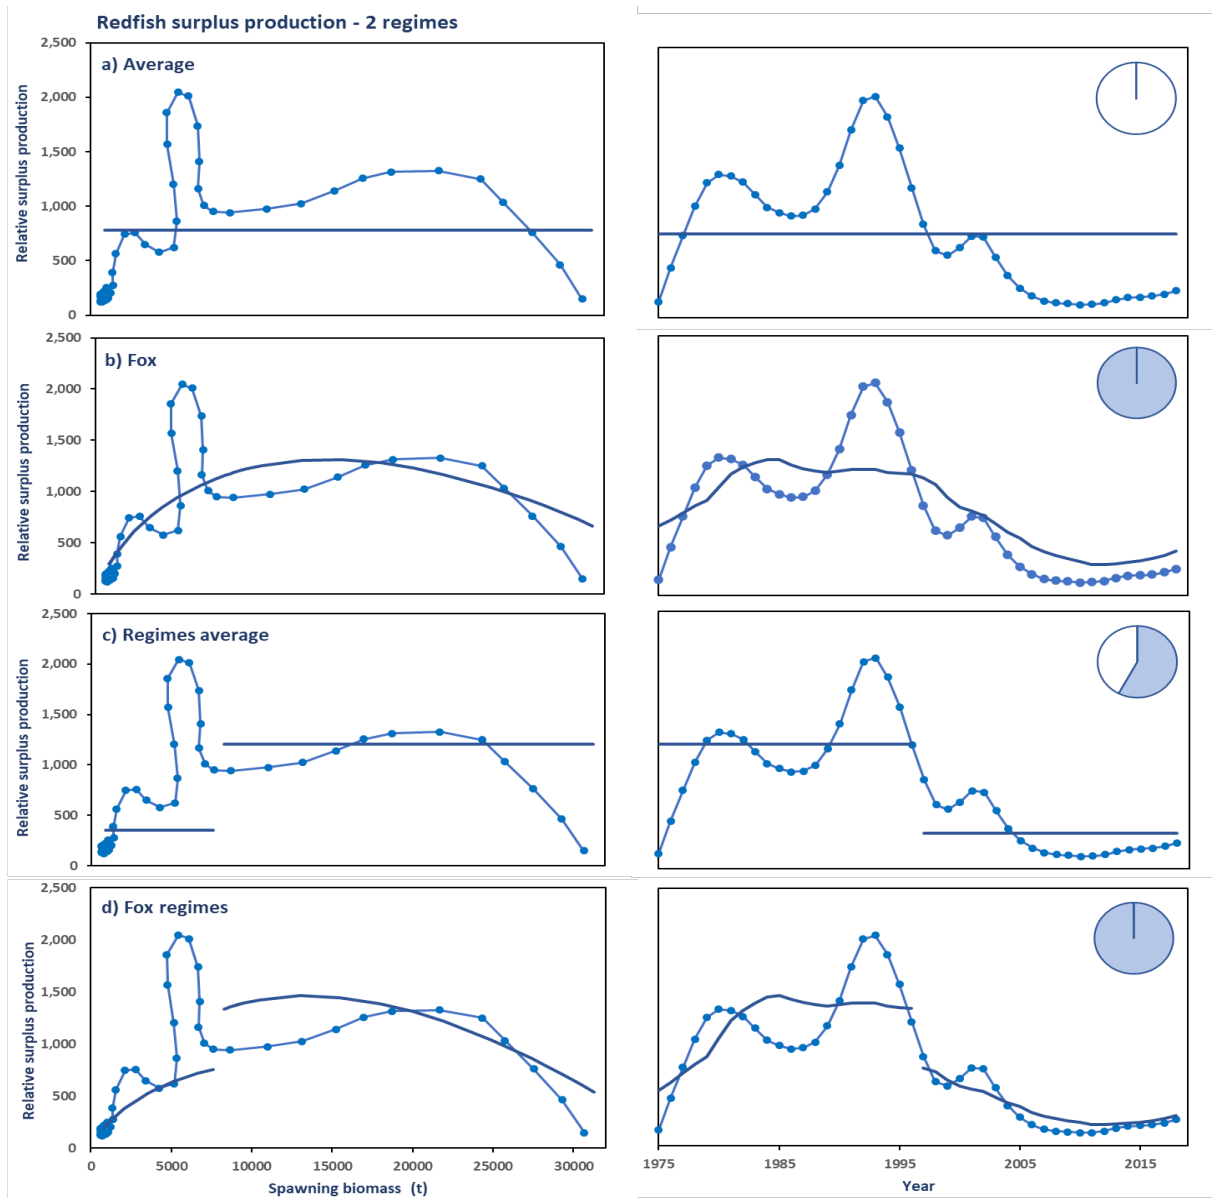 Redfish surplus production - 2 regimes
Relative surplus production
2,500
2,000
1,500
1,000
500
0
a) Average
Relative surplus production
2,500
2,000
1,500
1,000
500
0
b) Fox
Relative surplus production
2,500
2,000
1,500
1,000
500
0
c) Regimes average
Relative surplus production
2,500
2,000
1,500
1,000
500
0
d) Fox regimes
0 5000 10000 15000 20000 25000 30000
Spawning biomass (t)
1975 1985 1995 2005 2015
Year